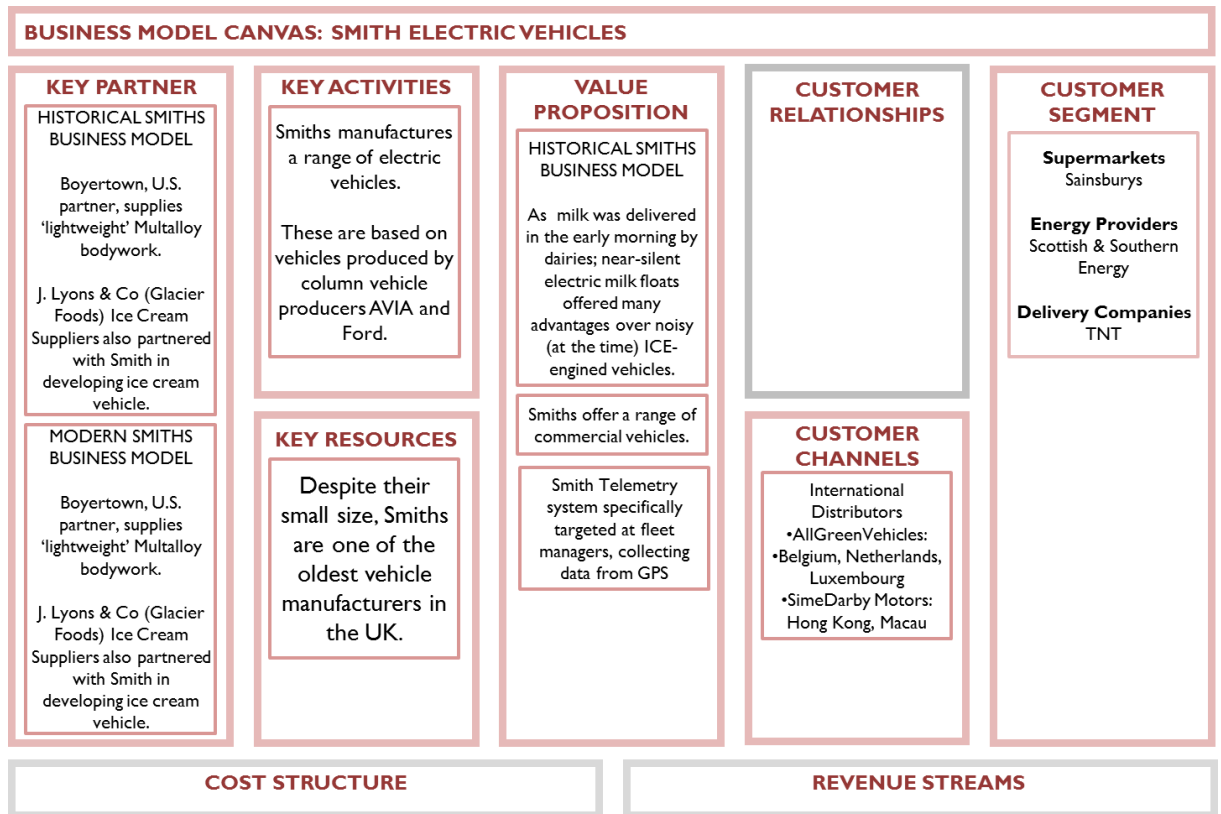 BUSINESS MODEL CANVAS: SMITH ELECTRIC VEHICLES
KEY PARTNER
HISTORICAL SMITHS
BUSINESS MODEL
Boyertown, U.S.
partner, supplies
‘lightweight’ Multalloy
bodywork.
J. Lyons & Co (Glacier
Foods) Ice Cream
Suppliers also partnered
with Smith in
developing ice cream
vehicle.
MODERN SMITHS
BUSINESS MODEL
Boyertown, U.S.
partner, supplies
‘lightweight’ Multalloy
bodywork.
J. Lyons & Co (Glacier
Foods) Ice Cream
Suppliers also partnered
with Smith in
developing ice cream
vehicle.
KEY ACTIVITIES
Smiths manufactures
a range of electric
vehicles.
These are based on
vehicles produced by
column vehicle
producers AVIA and
Ford.
KEY RESOURCES
Despite their
small size, Smiths
are one of the
oldest vehicle
manufacturers in
the UK.
VALUE
PROPOSITION
HISTORICAL SMITHS
BUSINESS MODEL
As milk was delivered
in the early morning by
dairies; near-silent
electric milk floats
offered many
advantages over noisy
(at the time) ICE-
engined vehicles.
Smiths offer a range of
commercial vehicles.
Smith Telemetry
system specifically
targeted at fleet
managers, collecting
data from GPS
CUSTOMER
RELATIONSHIPS
CUSTOMER
CHANNELS
International
Distributors
•AllGreenVehicles:
•Belgium, Netherlands,
Luxembourg
•SimeDarby Motors:
Hong Kong, Macau
CUSTOMER
SEGMENT
Supermarkets
Sainsburys
Energy Providers
Scottish & Southern
Energy
Delivery Companies
TNT
COST STRUCTURE
REVENUE STREAMS